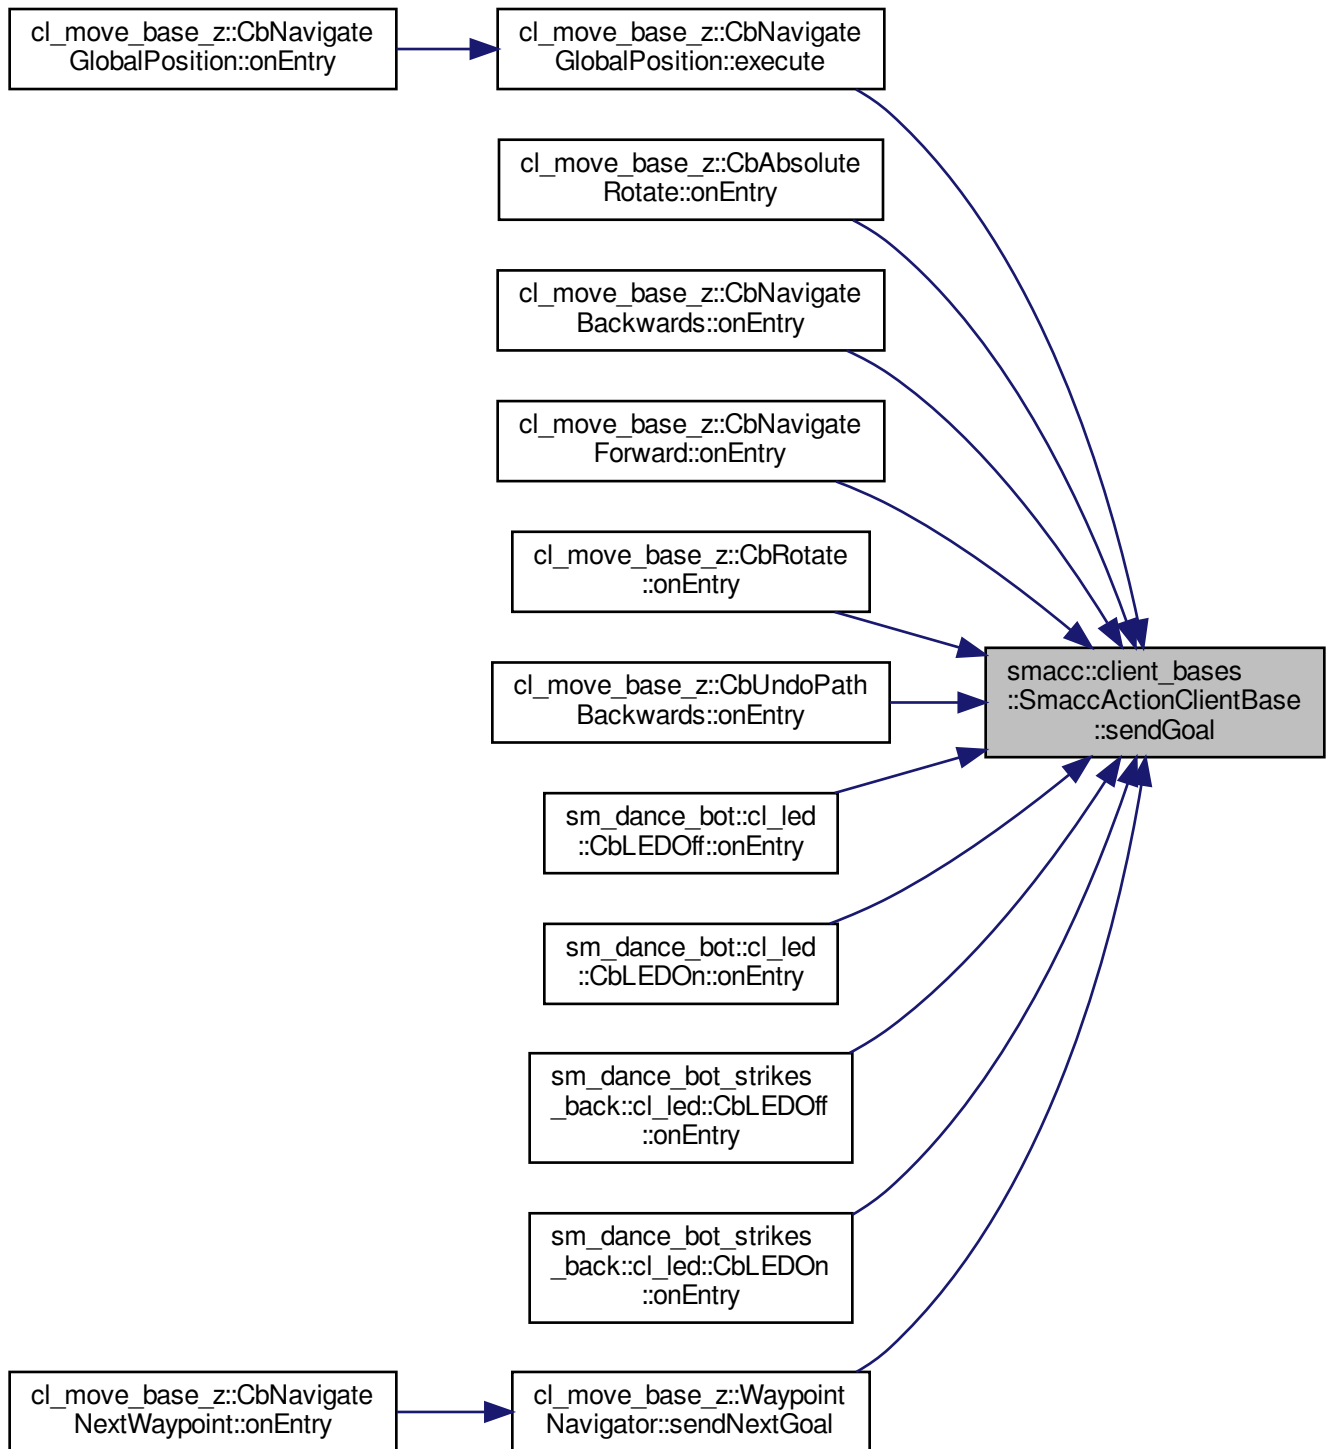 cl_move_base_z::CbNavigate
GlobalPosition::onEntry
cl_move_base_z::CbNavigate
GlobalPosition::execute
cl_move_base_z::CbAbsolute
Rotate::onEntry
cl_move_base_z::CbNavigate
Backwards::onEntry
cl_move_base_z::CbNavigate
Forward::onEntry
cl_move_base_z::CbRotate
::onEntry
smacc::client_bases
::SmaccActionClientBase
::sendGoal
cl_move_base_z::CbUndoPath
Backwards::onEntry
sm_dance_bot::cl_led
::CbLEDOff::onEntry
sm_dance_bot::cl_led
::CbLEDOn::onEntry
sm_dance_bot_strikes
_back::cl_led::CbLEDOff
::onEntry
sm_dance_bot_strikes
_back::cl_led::CbLEDOn
::onEntry
cl_move_base_z::CbNavigate
NextWaypoint::onEntry
cl_move_base_z::Waypoint
Navigator::sendNextGoal